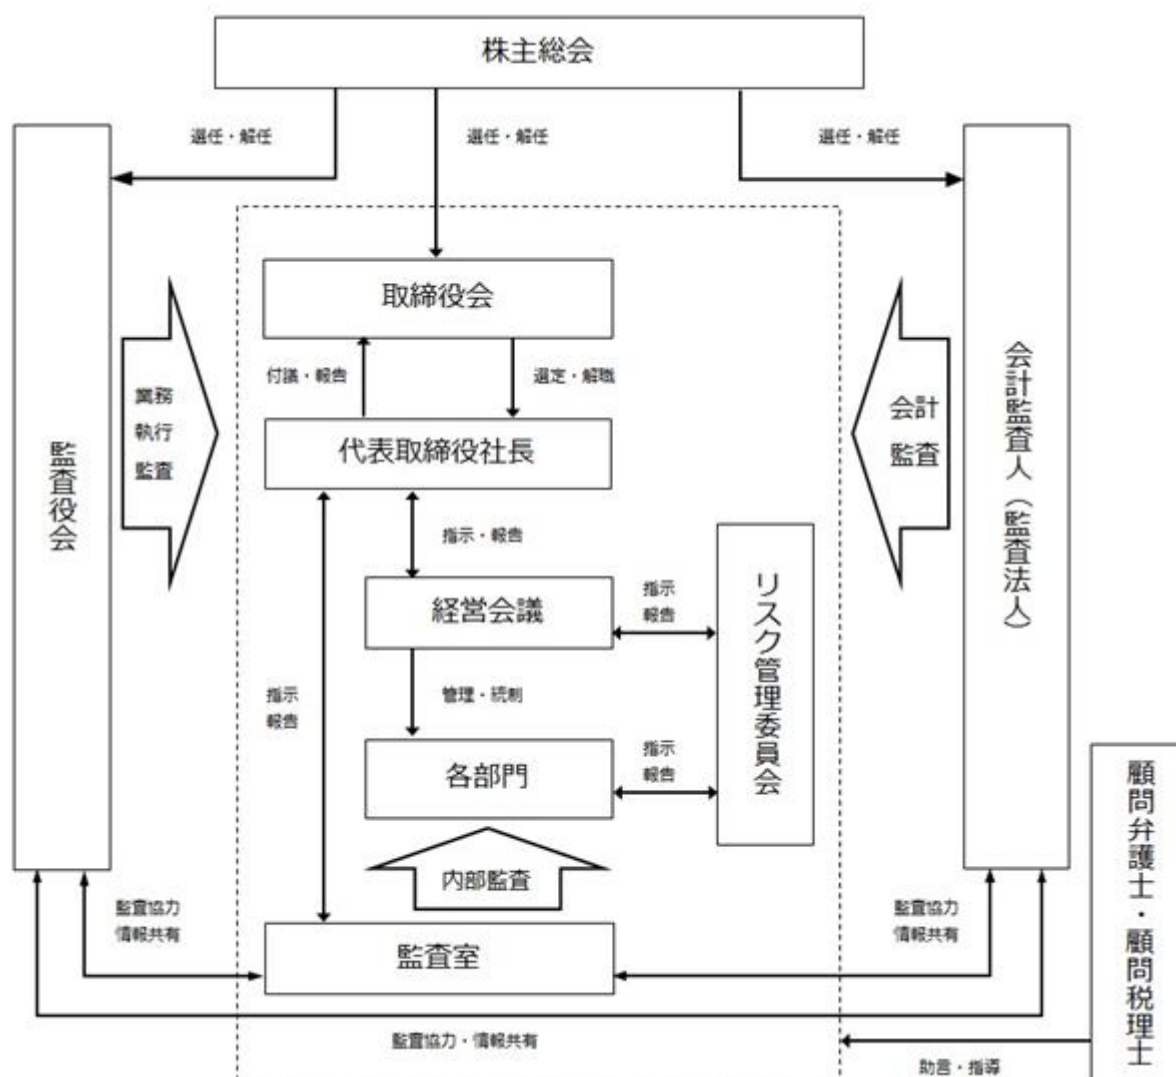 株主総会
選任・解任
選任・解任
選任・解任
監査役会
業務
執行
監査
取締役会
付議・報告
選定・解職
代表取締役社長
指示・報告
経営会議
指示
報告
リスク管理委員会
管理・統制
指示
報告
各部門
指示
報告
内部監査
監査室
会計
監査
会計監査人（監査法人）
顧問弁護士・顧問税理士
監査協力
情報共有
監査協力
情報共有
監査協力・情報共有
助言・指導